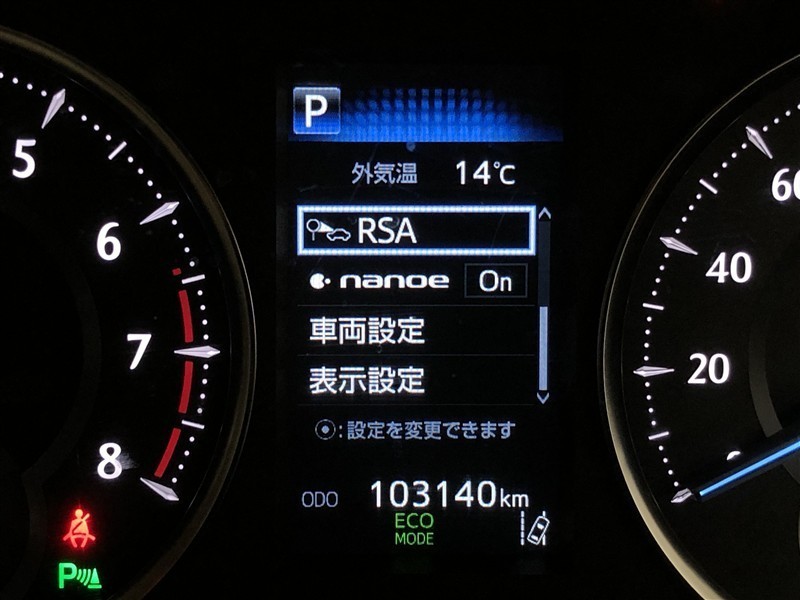 P
外気温 14℃
RSA
nanoe On
車両設定
表示設定
:設定を変更できます
ODO 103140km
ECO
MODE
5
6
7
8
P
60
40
20